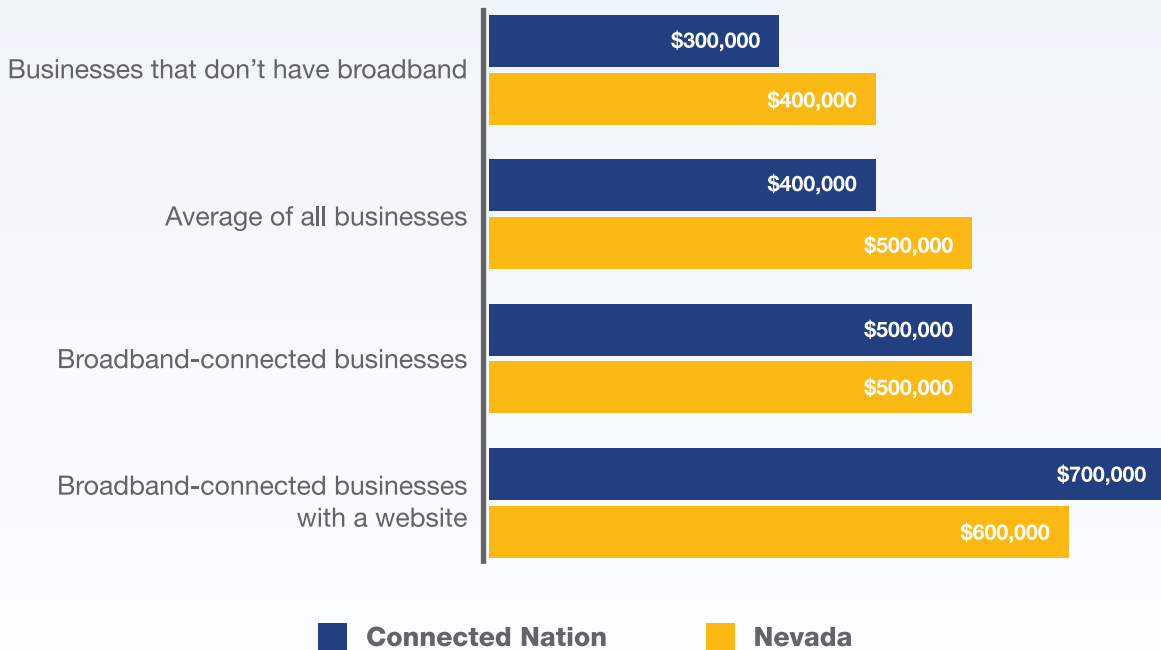 Businesses that don’t have broadband
$300,000
$400,000
Average of all businesses
$400,000
$500,000
Broadband-connected businesses
$500,000
$500,000
Broadband-connected businesses
with a website
$700,000
$600,000
Connected Nation
Nevada